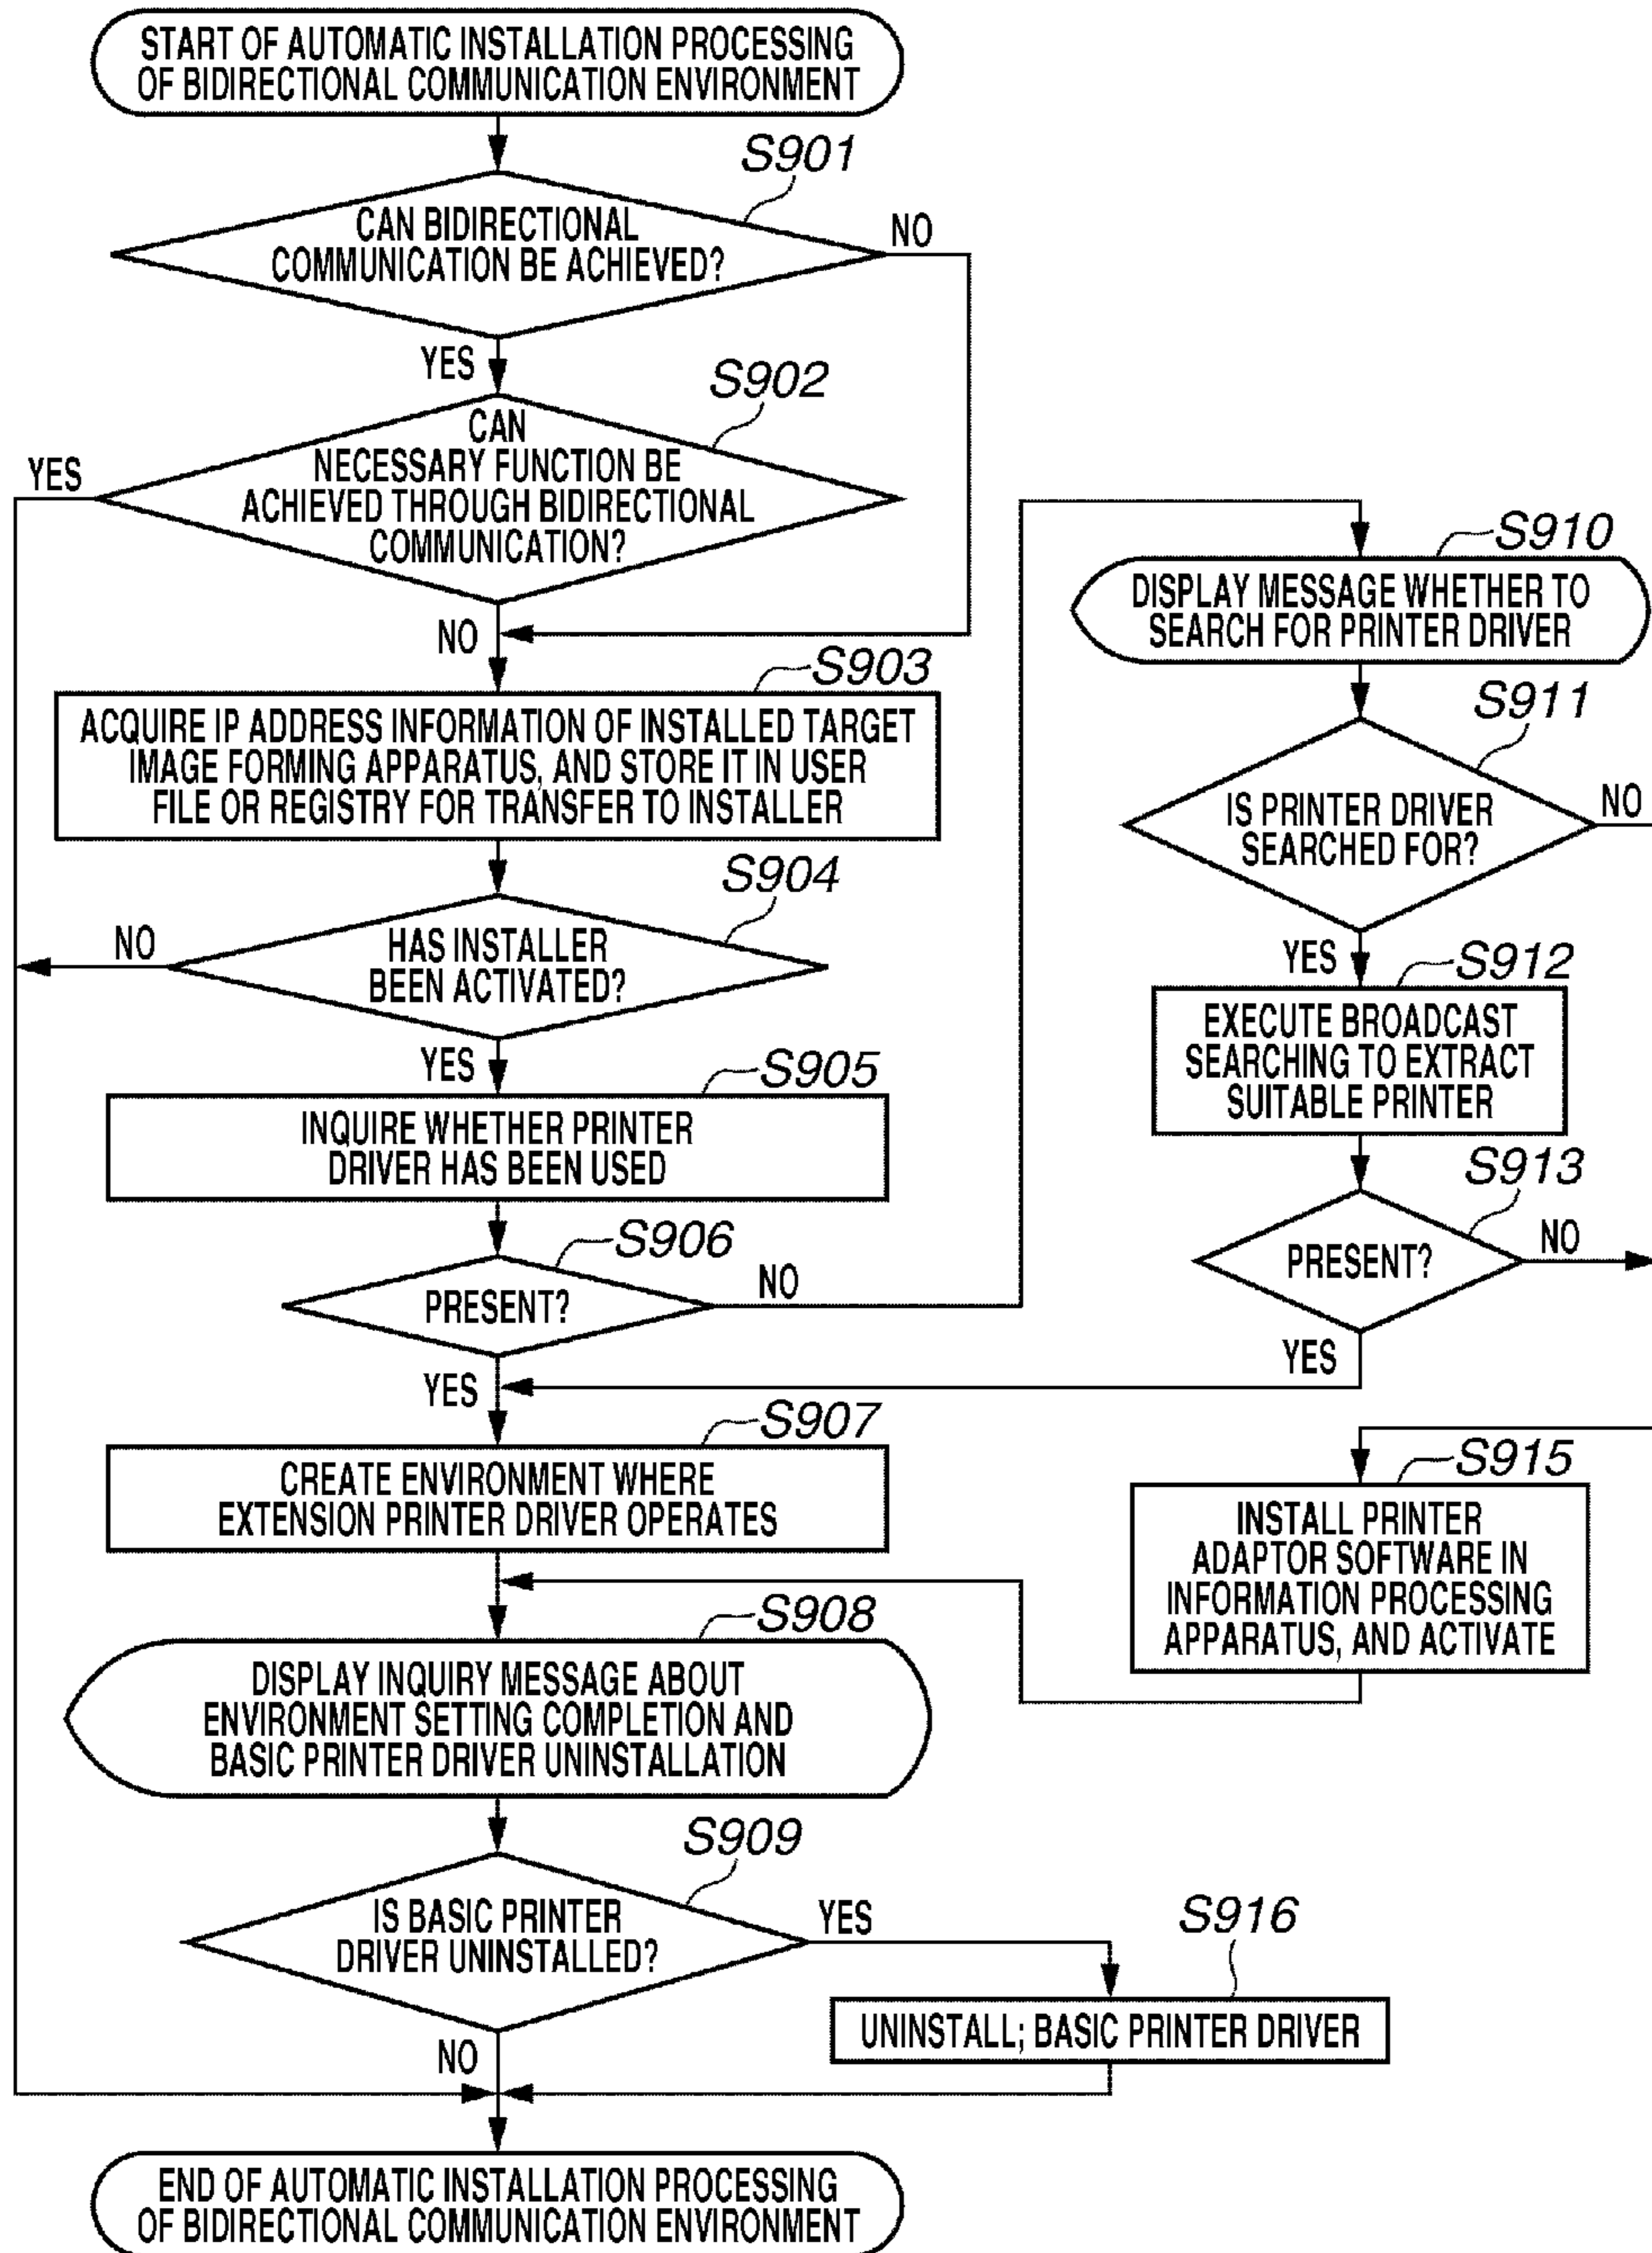 START OF AUTOMATIC INSTALLATION PROCESSING
OF BIDIRECTIONAL COMMUNICATION ENVIRONMENT
S901
CAN BIDIRECTIONAL
COMMUNICATION BE ACHIEVED?
NO
YES
S902
CAN
NECESSARY FUNCTION BE
ACHIEVED THROUGH BIDIRECTIONAL
COMMUNICATION?
YES
NO
S903
ACQUIRE IP ADDRESS INFORMATION OF INSTALLED TARGET
IMAGE FORMING APPARATUS, AND STORE IT IN USER
FILE OR REGISTRY FOR TRANSFER TO INSTALLER
S904
HAS INSTALLER
BEEN ACTIVATED?
NO
YES
S905
INQUIRE WHETHER PRINTER
DRIVER HAS BEEN USED
S906
PRESENT?
NO
YES
S907
CREATE ENVIRONMENT WHERE
EXTENSION PRINTER DRIVER OPERATES
S908
DISPLAY INQUIRY MESSAGE ABOUT
ENVIRONMENT SETTING COMPLETION AND
BASIC PRINTER DRIVER UNINSTALLATION
S909
IS BASIC PRINTER
DRIVER UNINSTALLED?
YES
NO
S910
DISPLAY MESSAGE WHETHER TO
SEARCH FOR PRINTER DRIVER
S911
IS PRINTER DRIVER
SEARCHED FOR?
NO
YES
S912
EXECUTE BROADCAST
SEARCHING TO EXTRACT
SUITABLE PRINTER
S913
PRESENT?
NO
YES
S915
INSTALL PRINTER
ADAPTOR SOFTWARE IN
INFORMATION PROCESSING
APPARATUS, AND ACTIVATE
S916
UNINSTALL; BASIC PRINTER DRIVER
END OF AUTOMATIC INSTALLATION PROCESSING
OF BIDIRECTIONAL COMMUNICATION ENVIRONMENT